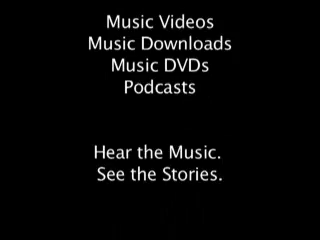 Music Videos
Music Downloads
Music DVDs
Podcasts
Hear the Music.
See the Stories.